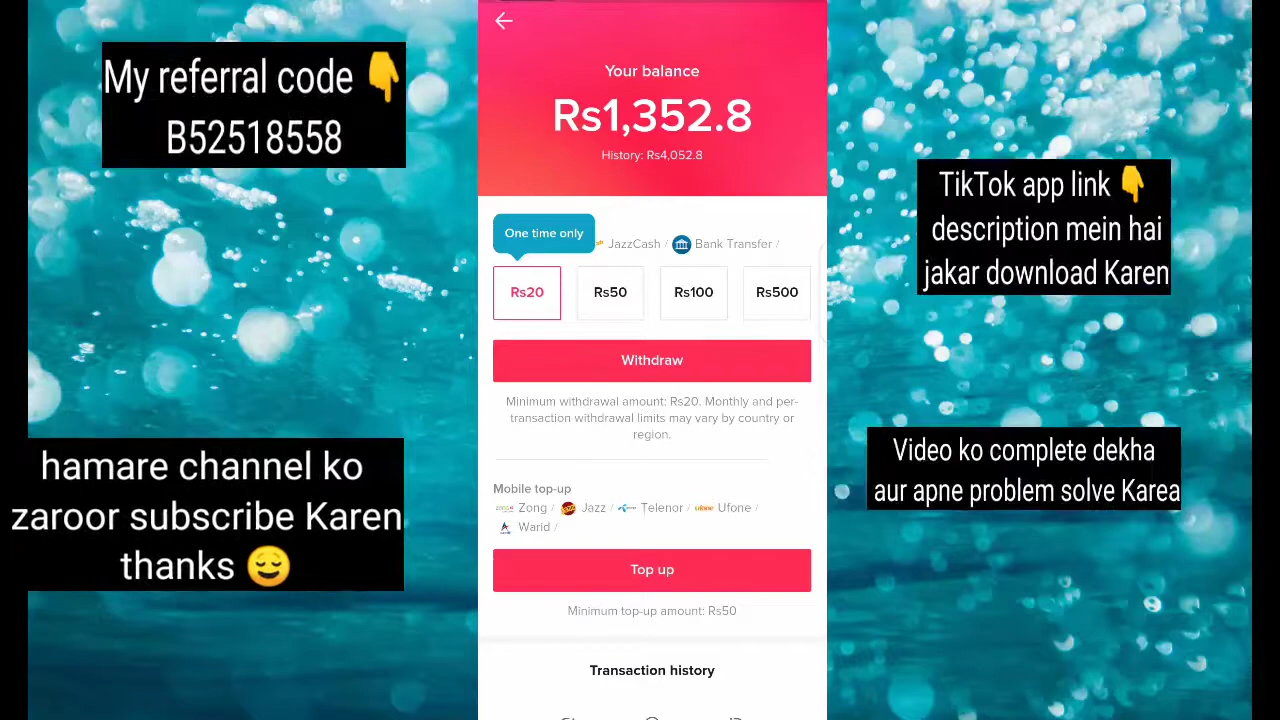 My referral code 👇
B52518558
hamare channel ko
zaroor subscribe Karen
thanks 😌
Your balance
Rs1,352.8
History: Rs4,052.8
One time only
JazzCash / Bank Transfer /
Rs20
Rs50
Rs100
Rs500
Withdraw
Minimum withdrawal amount: Rs20. Monthly and per-
transaction withdrawal limits may vary by country or
region.
Mobile top-up
Zong / Jazz / Telenor / Ufone /
Warid /
Top up
Minimum top-up amount: Rs50
Transaction history
TikTok app link 👇
description mein hai
jakar download Karen
Video ko complete dekha
aur apne problem solve Karea